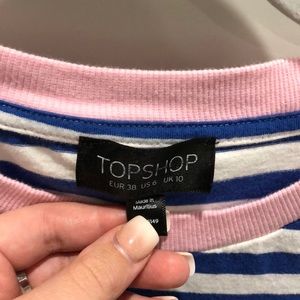 TOPSHOP
EUR 38 US 6 UK 10
Made in
Mauritius